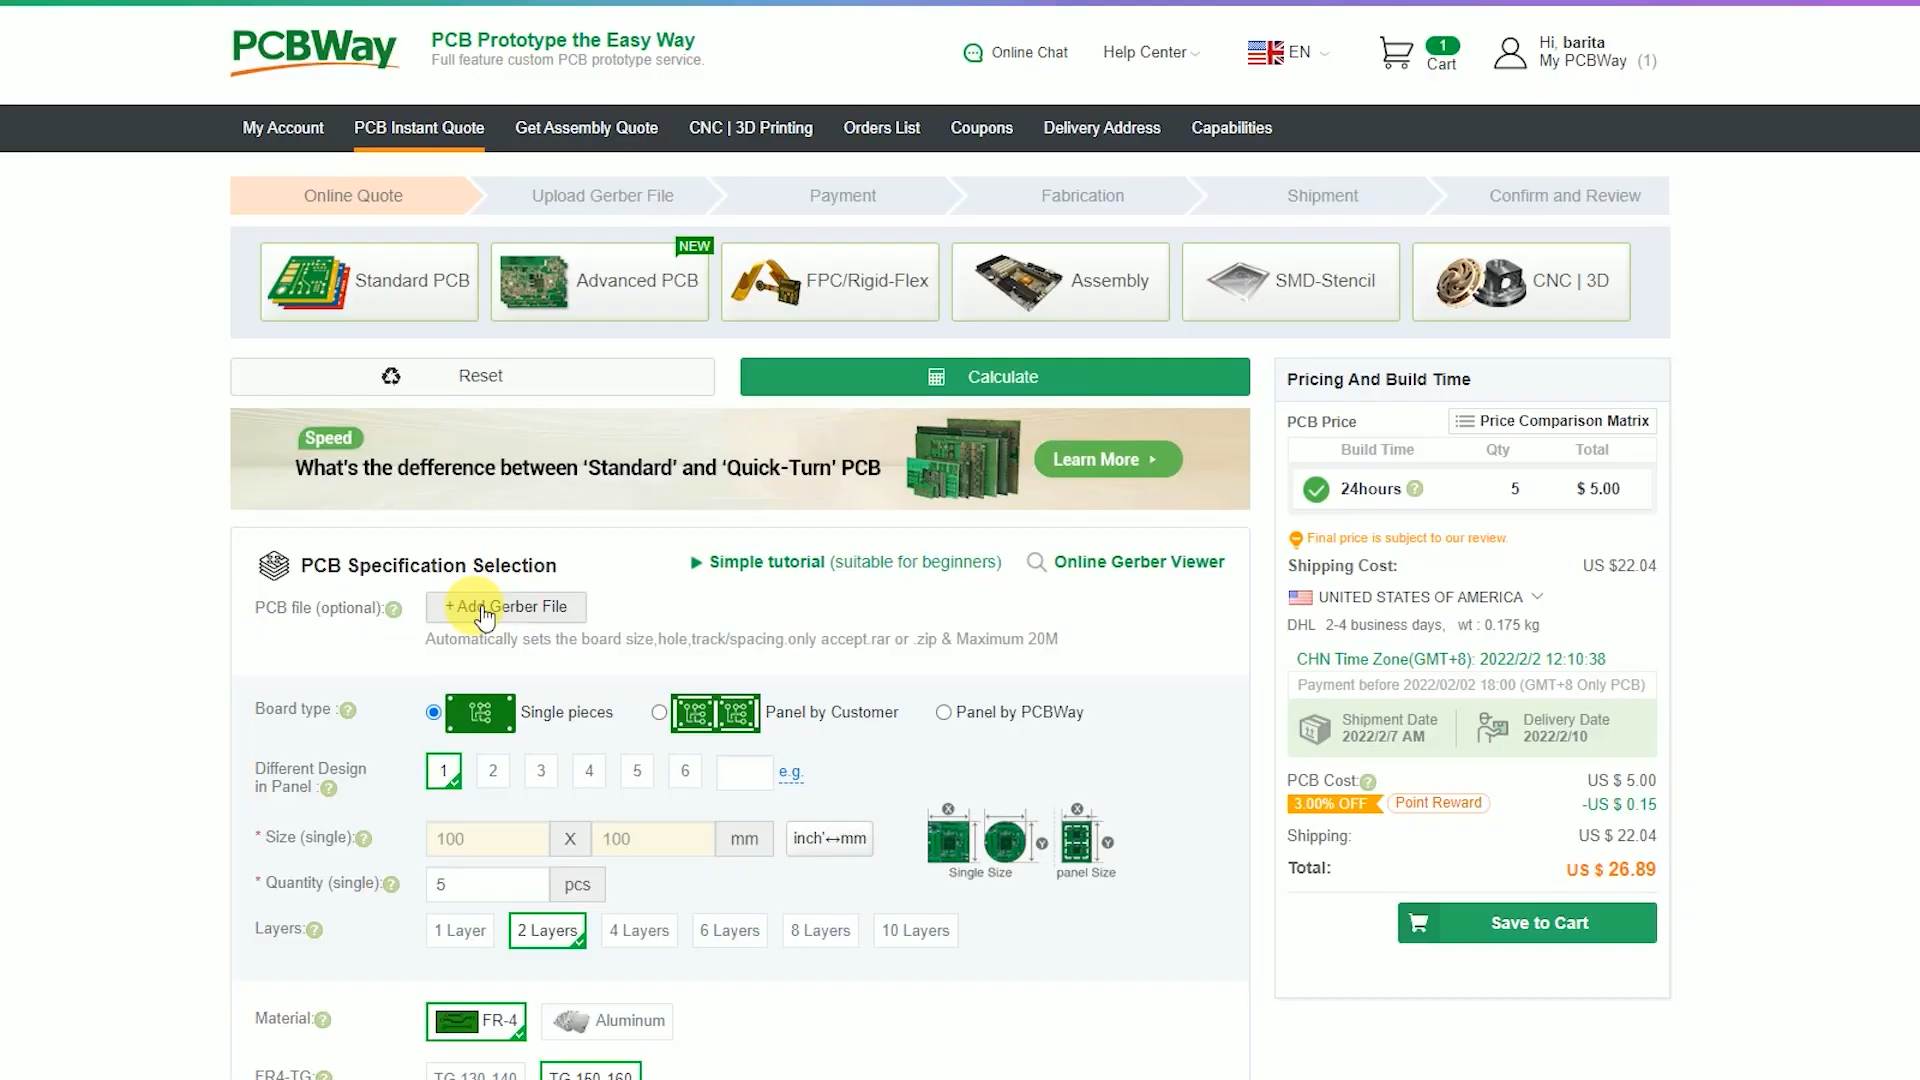 PCBWay
PCB Prototype the Easy Way
Full feature custom PCB prototype service.
Online Chat
Help Center
EN
1
Cart
Hi, barita
My PCBWay (1)
My Account
PCB Instant Quote
Get Assembly Quote
CNC | 3D Printing
Orders List
Coupons
Delivery Address
Capabilities
Online Quote
Upload Gerber File
Payment
Fabrication
Shipment
Confirm and Review
Standard PCB
NEW
Advanced PCB
FPC/Rigid-Flex
Assembly
SMD-Stencil
CNC | 3D
Reset
Calculate
Speed
What's the defference between ‘Standard’ and ‘Quick-Turn’ PCB
Learn More
PCB Specification Selection
Simple tutorial (suitable for beginners)
Online Gerber Viewer
PCB file (optional):?
+ Add Gerber File
Automatically sets the board size,hole,track/spacing.only accept.rar or .zip & Maximum 20M
Board type :?
Single pieces
Panel by Customer
Panel by PCBWay
Different Design
in Panel :?
1
2
3
4
5
6
e.g.
* Size (single):?
100
X
100
mm
inch'↔mm
X
X
Y
Y
Single Size
panel Size
* Quantity (single):?
5
pcs
Layers:?
1 Layer
2 Layers
4 Layers
6 Layers
8 Layers
10 Layers
Material:?
FR-4
Aluminum
FR4-TG:?
TG 130-140
TG 150-160
Pricing And Build Time
PCB Price
Price Comparison Matrix
Build Time
Qty
Total
24hours ?
5
$ 5.00
Final price is subject to our review.
Shipping Cost:
US $22.04
UNITED STATES OF AMERICA
DHL 2-4 business days, wt : 0.175 kg
CHN Time Zone(GMT+8): 2022/2/2 12:10:38
Payment before 2022/02/02 18:00 (GMT+8 Only PCB)
Shipment Date
2022/2/7 AM
Delivery Date
2022/2/10
PCB Cost:?
US $ 5.00
3.00% OFF
Point Reward
-US $ 0.15
Shipping:
US $ 22.04
Total:
US $ 26.89
Save to Cart